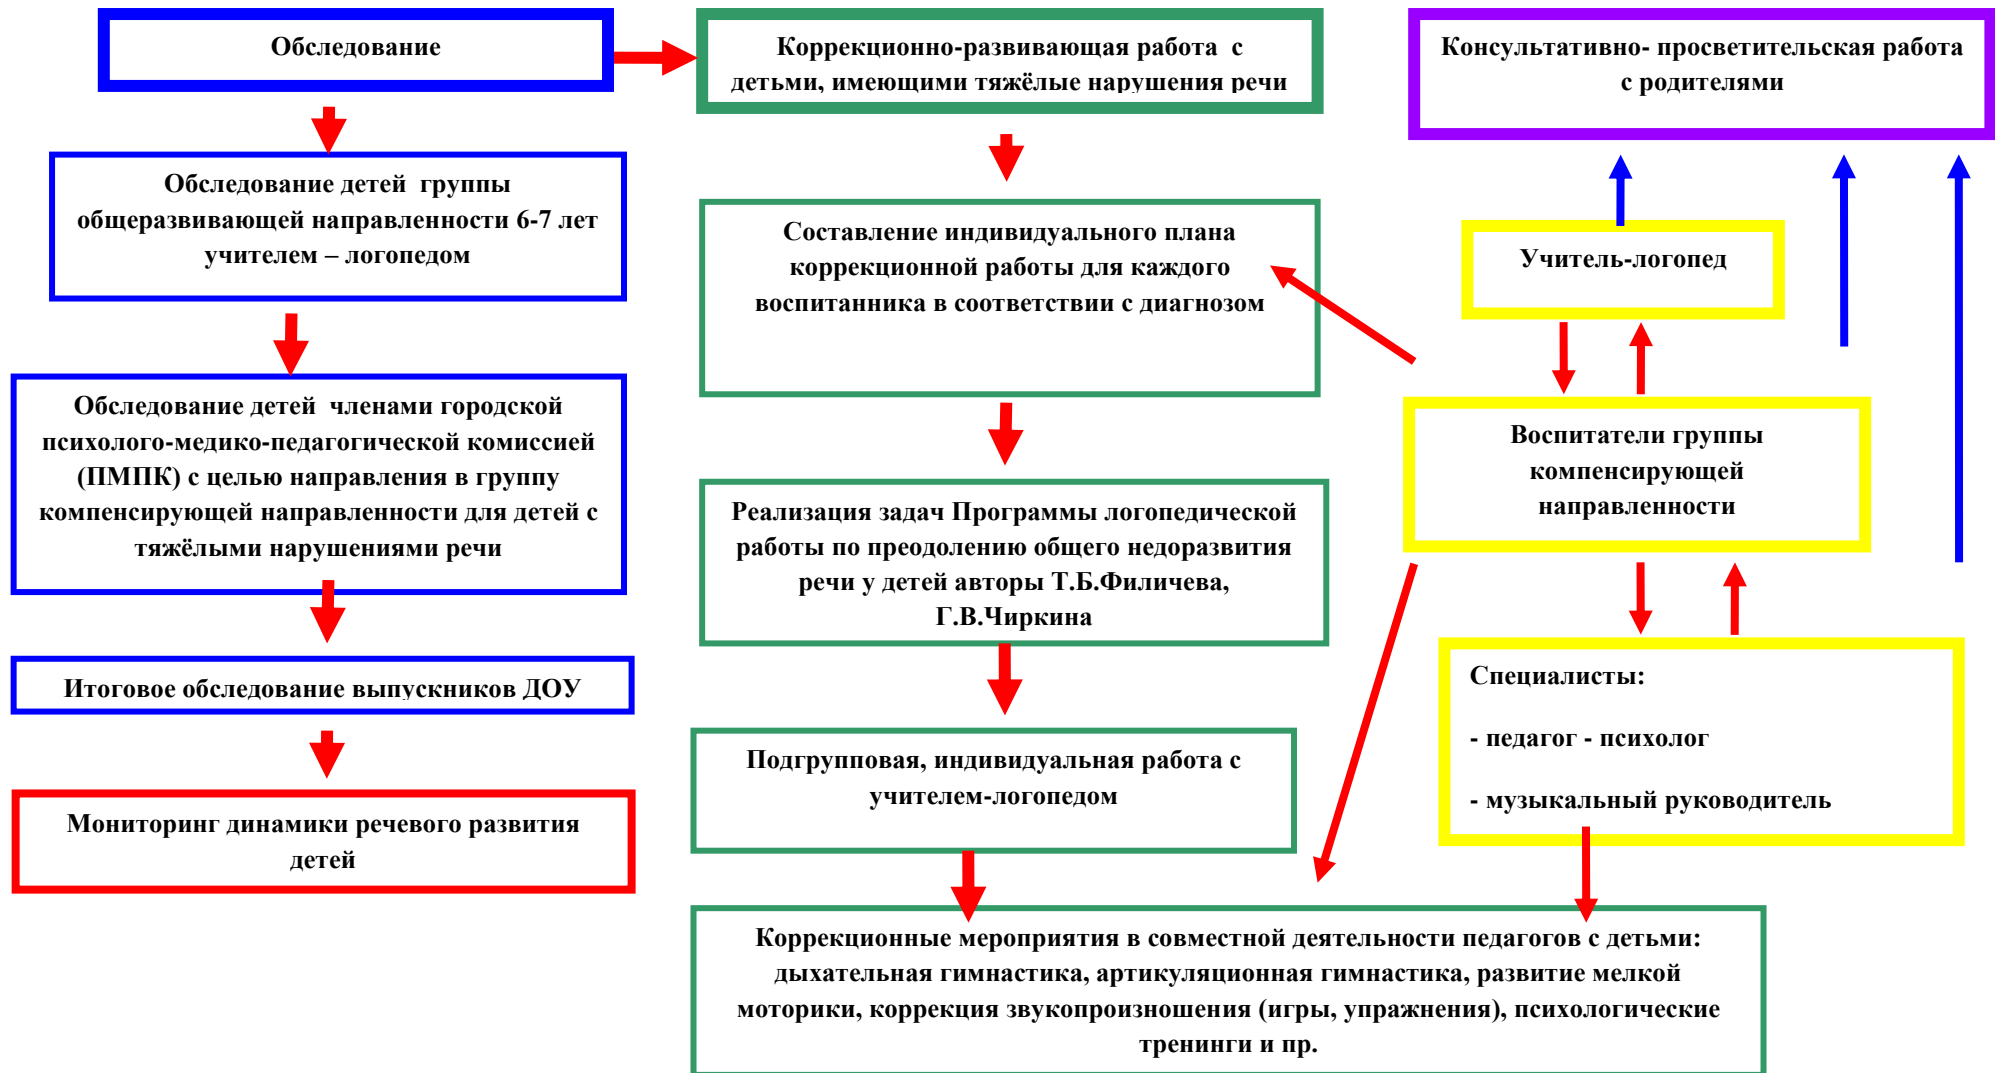 Обследование
Обследование детей группы
общеразвивающей направленности 6-7 лет
учителем – логопедом
Обследование детей членами городской
психолого-медико-педагогической комиссией
(ПМПК) с целью направления в группу
компенсирующей направленности для детей с
тяжёлыми нарушениями речи
Итоговое обследование выпускников ДОУ
Мониторинг динамики речевого развития
детей
Коррекционно-развивающая работа с
детьми, имеющими тяжёлые нарушения речи
Составление индивидуального плана
коррекционной работы для каждого
воспитанника в соответствии с диагнозом
Реализация задач Программы логопедической
работы по преодолению общего недоразвития
речи у детей авторы Т.Б.Филичева,
Г.В.Чиркина
Подгрупповая, индивидуальная работа с
учителем-логопедом
Коррекционные мероприятия в совместной деятельности педагогов с детьми:
дыхательная гимнастика, артикуляционная гимнастика, развитие мелкой
моторики, коррекция звукопроизношения (игры, упражнения), психологические
тренинги и пр.
Консультативно- просветительская работа
с родителями
Учитель-логопед
Воспитатели группы
компенсирующей
направленности
Специалисты:
- педагог - психолог
- музыкальный руководитель